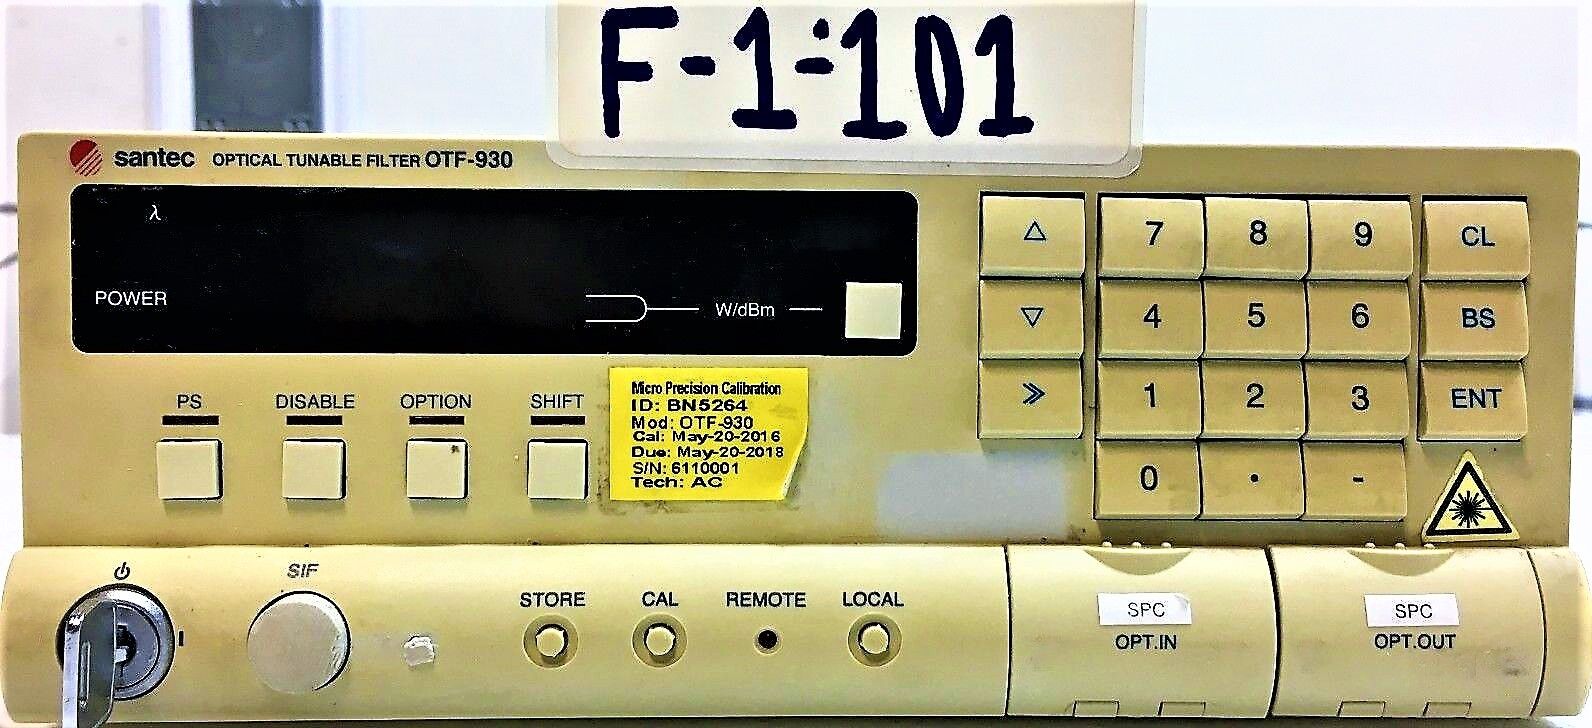 F-1-101
santec OPTICAL TUNABLE FILTER OTF-930
λ
POWER
W/dBm
PS DISABLE OPTION SHIFT
Micro Precision Calibration
ID: BN5264
Mod: OTF-930
Cal: May-20-2016
Due: May-20-2018
S/N: 6110001
Tech: AC
△ 7 8 9 CL
▽ 4 5 6 BS
≫ 1 2 3 ENT
0 . -
SIF
STORE CAL REMOTE LOCAL
SPC
OPT.IN
SPC
OPT.OUT